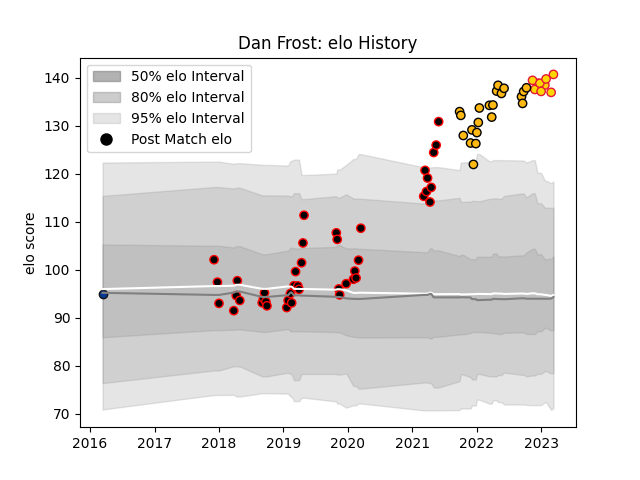 Dan Frost: elo History
50% elo Interval
80% elo Interval
95% elo Interval
Post Match elo
elo score
140
130
120
110
100
90
80
70
2016 2017 2018 2019 2020 2021 2022 2023